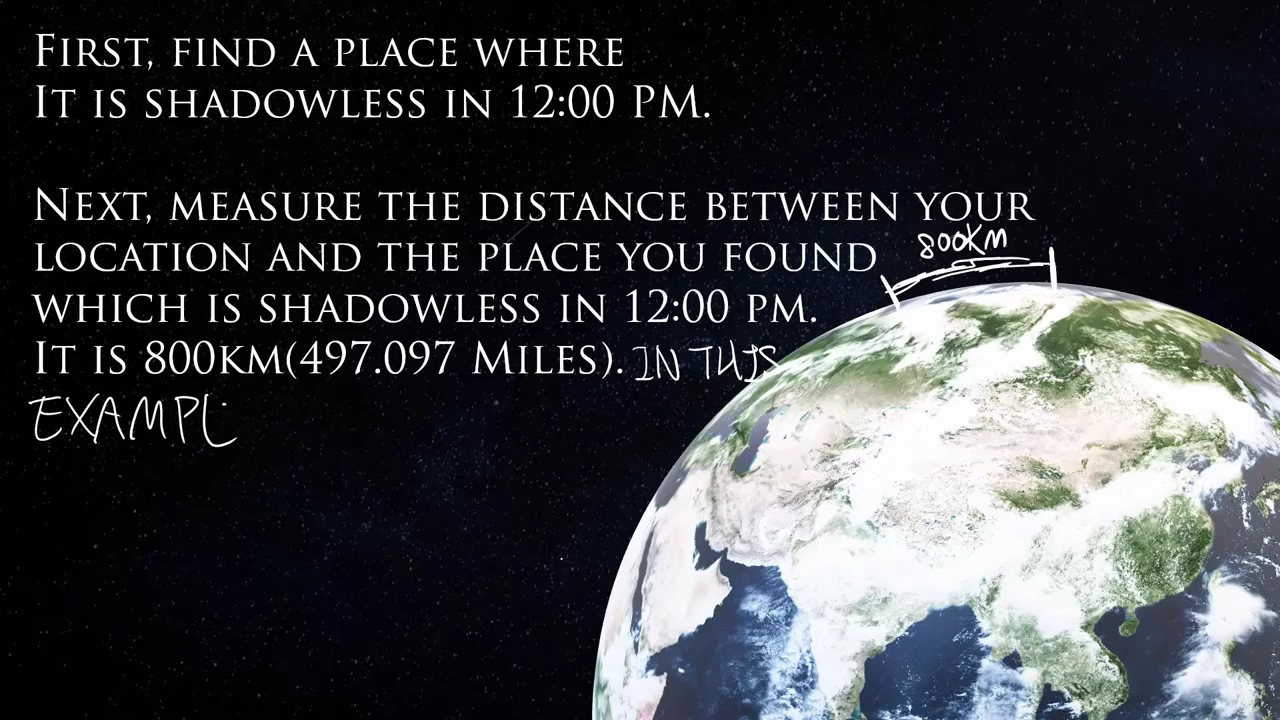 FIRST, FIND A PLACE WHERE
IT IS SHADOWLESS IN 12:00 PM.
NEXT, MEASURE THE DISTANCE BETWEEN YOUR
LOCATION AND THE PLACE YOU FOUND
800KM
WHICH IS SHADOWLESS IN 12:00 PM.
IT IS 800KM(497.097 MILES). IN THIS
EXAMPL